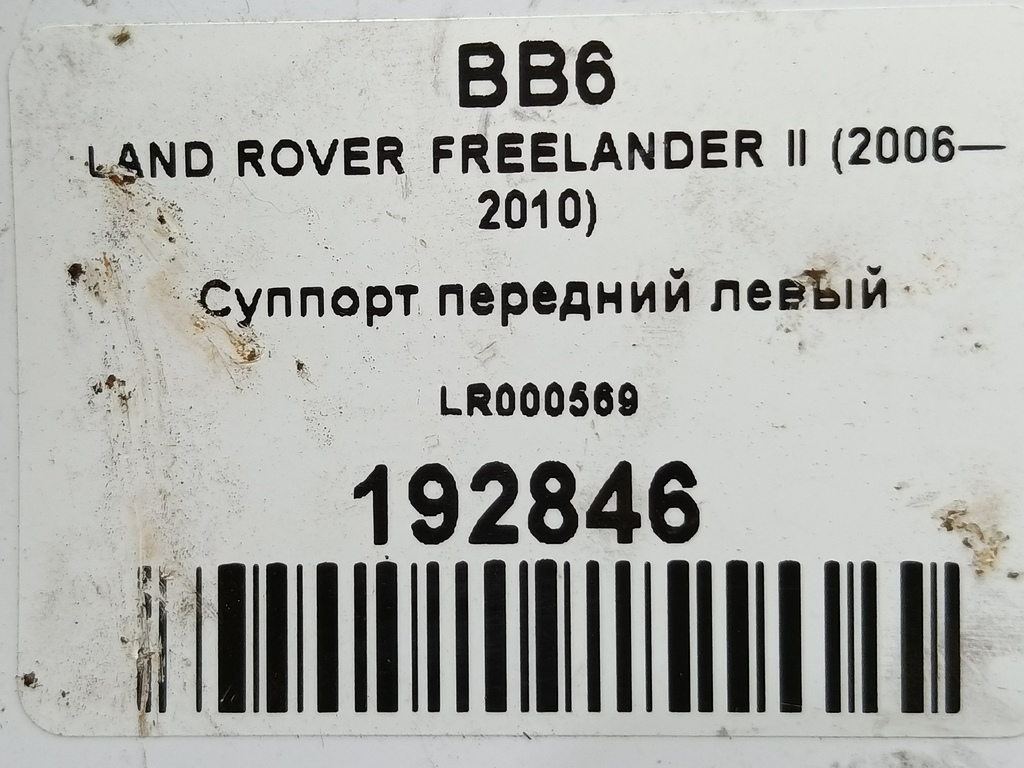 BB6
LAND ROVER FREELANDER II (2006—
2010)
Суппорт передний левый
LR000569
192846